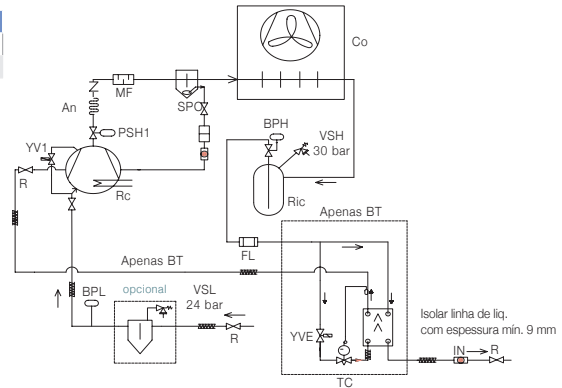 Co
MF
SPO
An
PSH1
BPH
VSH
30 bar
YV1
R
Rc
Ric
Apenas BT
FL
Apenas BT
opcional
VSL
24 bar
BPL
R
YVE
Isolar linha de liq.
com espessura mín. 9 mm
IN
R
TC